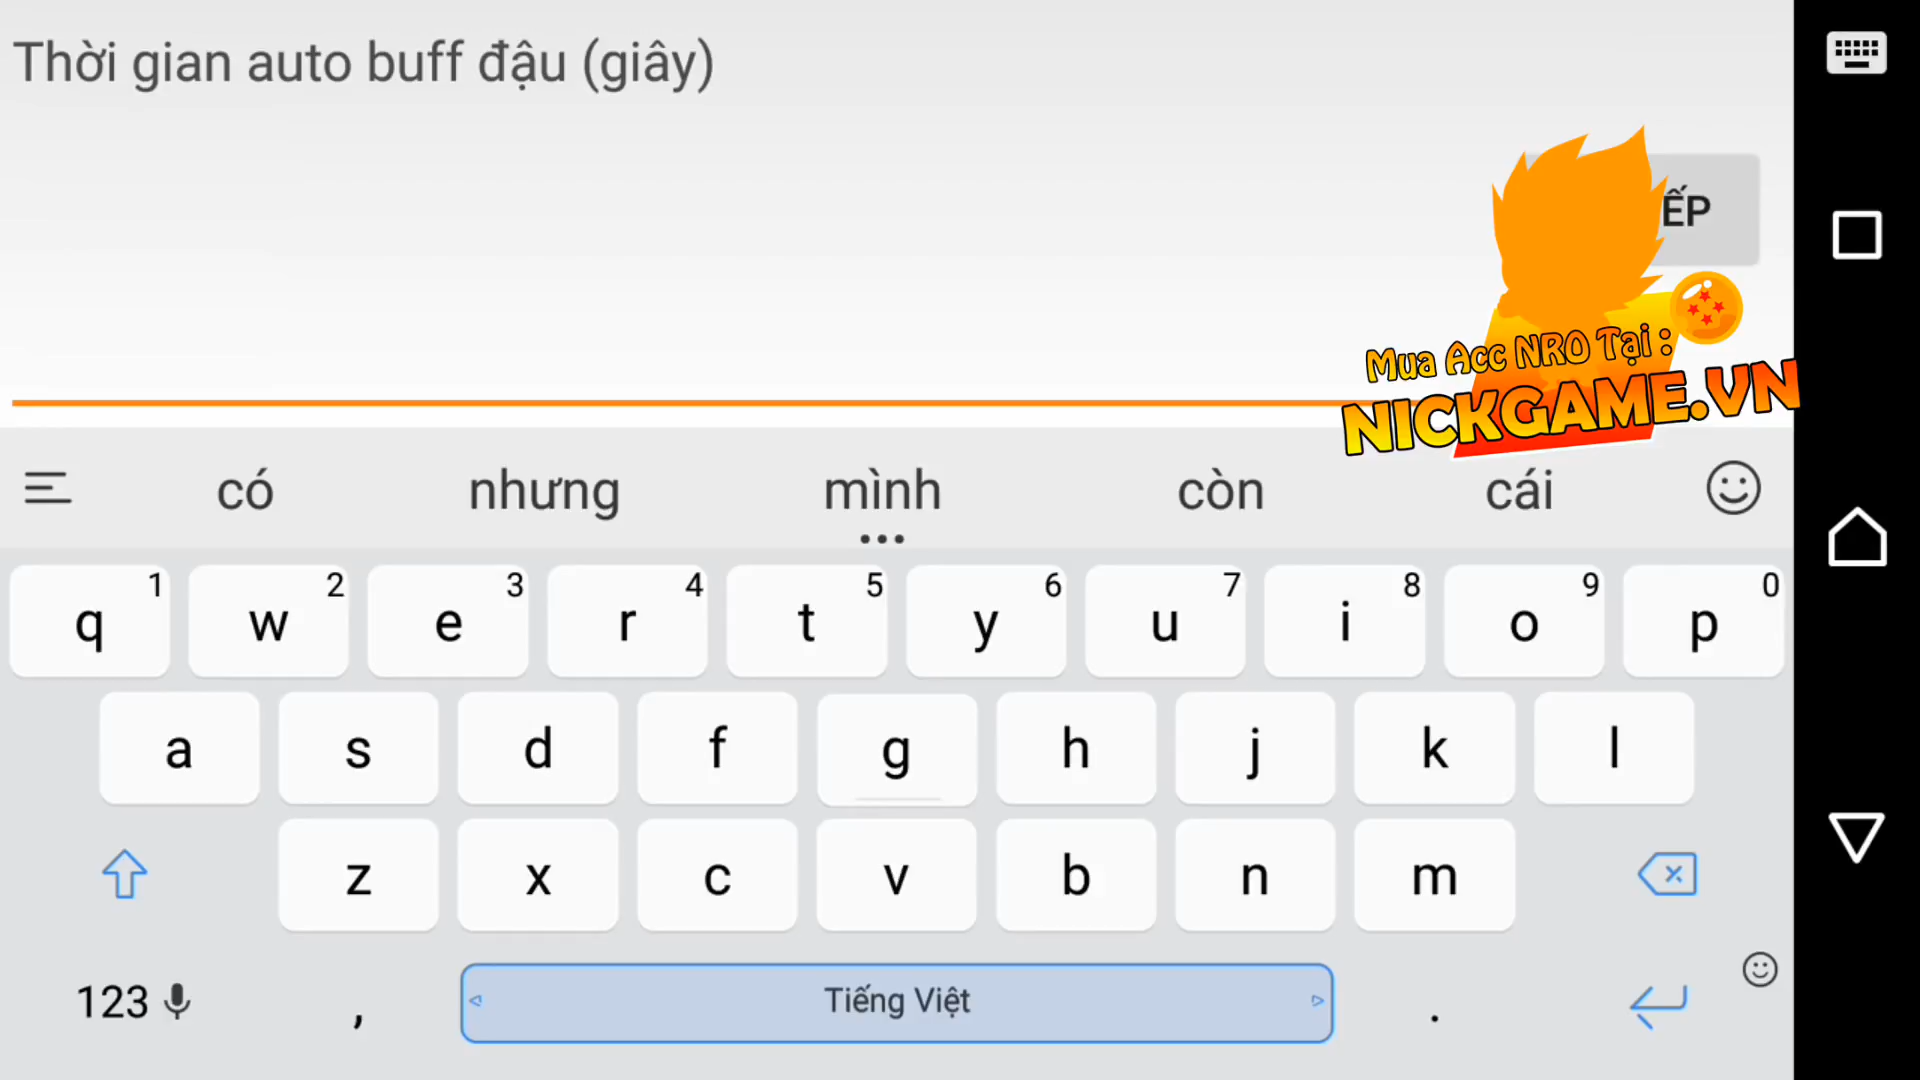 Thời gian auto buff đậu (giây)
ẾP
Mua Acc NRO Tại :
NICKGAME.VN
có nhưng mình còn cái
1 2 3 4 5 6 7 8 9 0
q w e r t y u i o p
a s d f g h j k l
z x c v b n m
123 , Tiếng Việt .